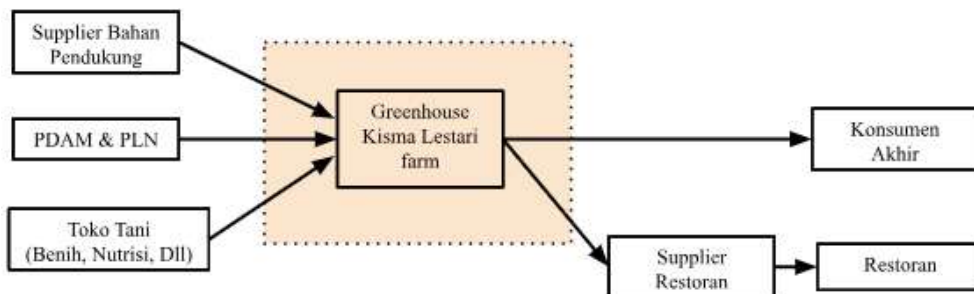 Supplier Bahan
Pendukung
PDAM & PLN
Toko Tani
(Benih, Nutrisi, Dll)
Greenhouse
Kisma Lestari
farm
Konsumen
Akhir
Supplier
Restoran
Restoran